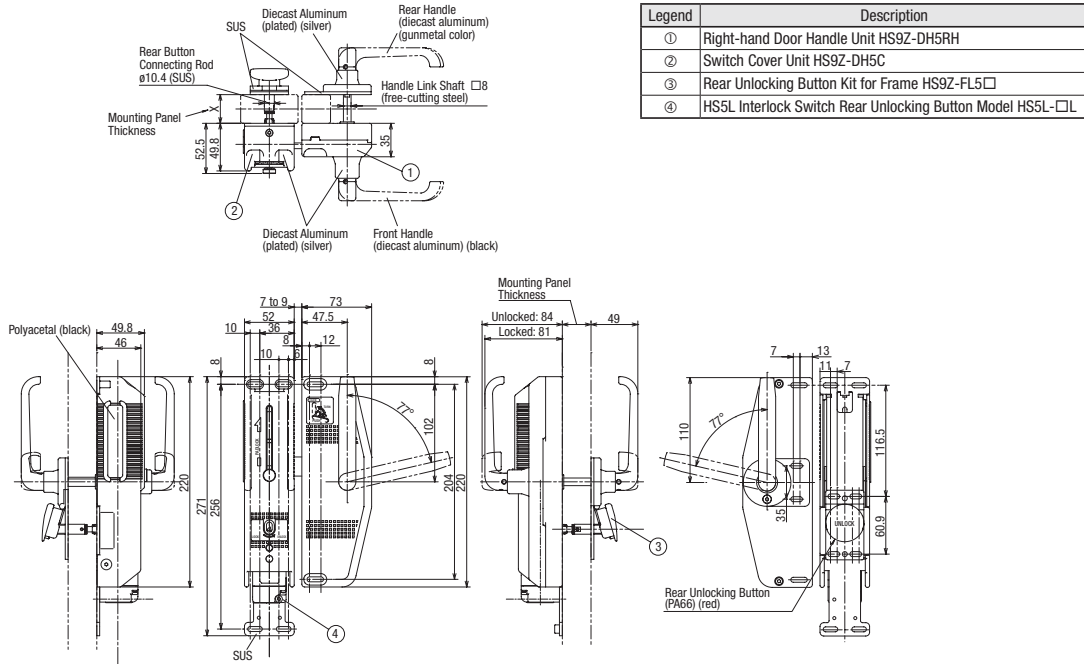 Rear Handle
(diecast aluminum)
(gunmetal color)
Diecast Aluminum
(plated) (silver)
SUS
Rear Button
Connecting Rod
ø10.4 (SUS)
Handle Link Shaft □8
(free-cutting steel)
Mounting Panel
Thickness
X
52.5
49.8
35
①
②
Diecast Aluminum
(plated) (silver)
Front Handle
(diecast aluminum) (black)
Legend Description
① Right-hand Door Handle Unit HS9Z-DH5RH
② Switch Cover Unit HS9Z-DH5C
③ Rear Unlocking Button Kit for Frame HS9Z-FL5□
④ HS5L Interlock Switch Rear Unlocking Button Model HS5L-□L
Polyacetal (black)
49.8
46
220
7 to 9
73
52
47.5
10
36
8
12
10
6
8
8
77°
102
271
256
204
220
④
SUS
Mounting Panel
Thickness
Unlocked: 84
49
Locked: 81
③
7
13
11
7
110
77°
35
116.5
60.9
UNLOCK
Rear Unlocking Button
(PA66) (red)